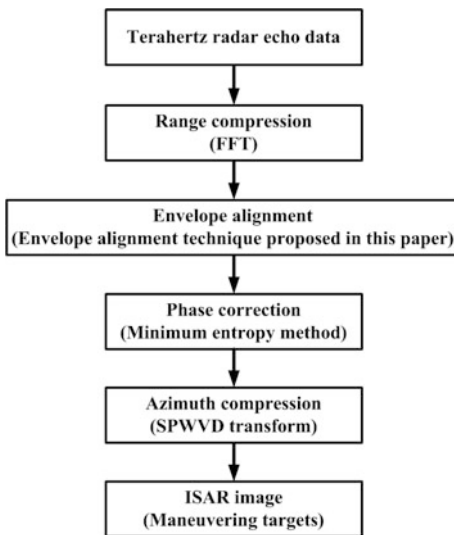 Terahertz radar echo data
Range compression
(FFT)
Envelope alignment
(Envelope alignment technique proposed in this paper)
Phase correction
(Minimum entropy method)
Azimuth compression
(SPWVD transform)
ISAR image
(Maneuvering targets)